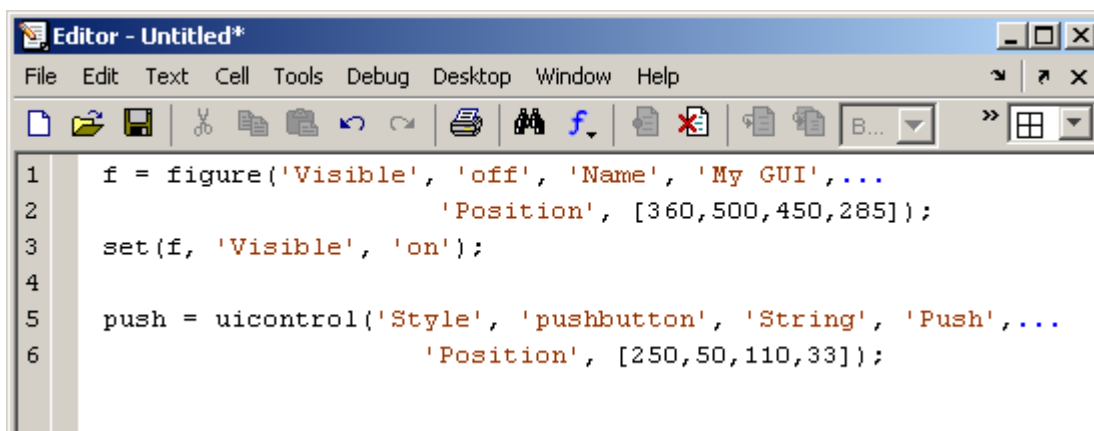 Editor - Untitled*
File Edit Text Cell Tools Debug Desktop Window Help
B...
1 f = figure('Visible', 'off', 'Name', 'My GUI',...
2 'Position', [360,500,450,285]);
3 set(f, 'Visible', 'on');
4
5 push = uicontrol('Style', 'pushbutton', 'String', 'Push',...
6 'Position', [250,50,110,33]);